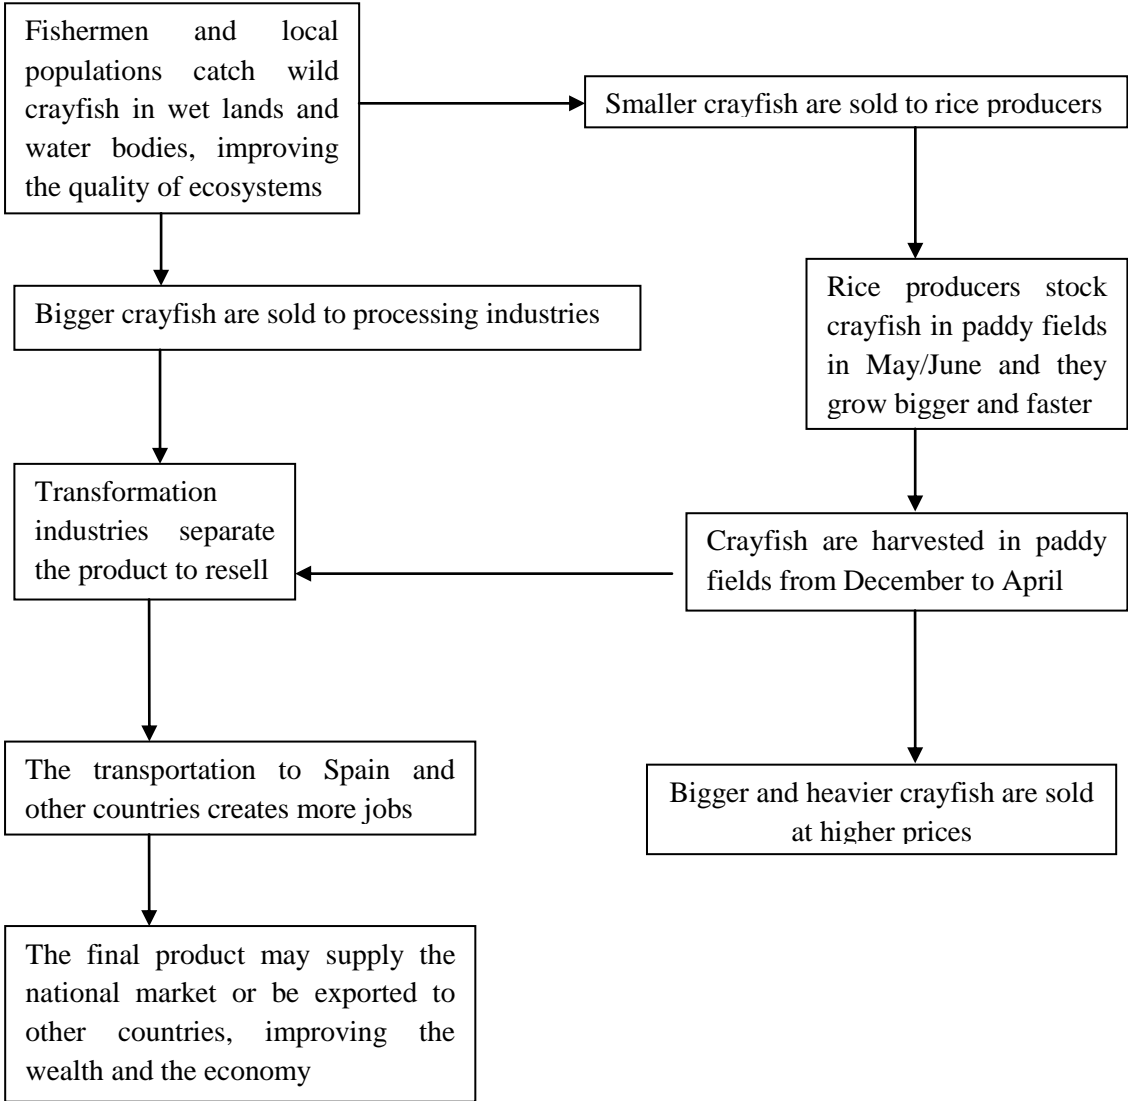 Fishermen and local
populations catch wild
crayfish in wet lands and
water bodies, improving
the quality of ecosystems
Smaller crayfish are sold to rice producers
Bigger crayfish are sold to processing industries
Rice producers stock
crayfish in paddy fields
in May/June and they
grow bigger and faster
Transformation
industries separate
the product to resell
Crayfish are harvested in paddy
fields from December to April
The transportation to Spain and
other countries creates more jobs
Bigger and heavier crayfish are sold
at higher prices
The final product may supply the
national market or be exported to
other countries, improving the
wealth and the economy